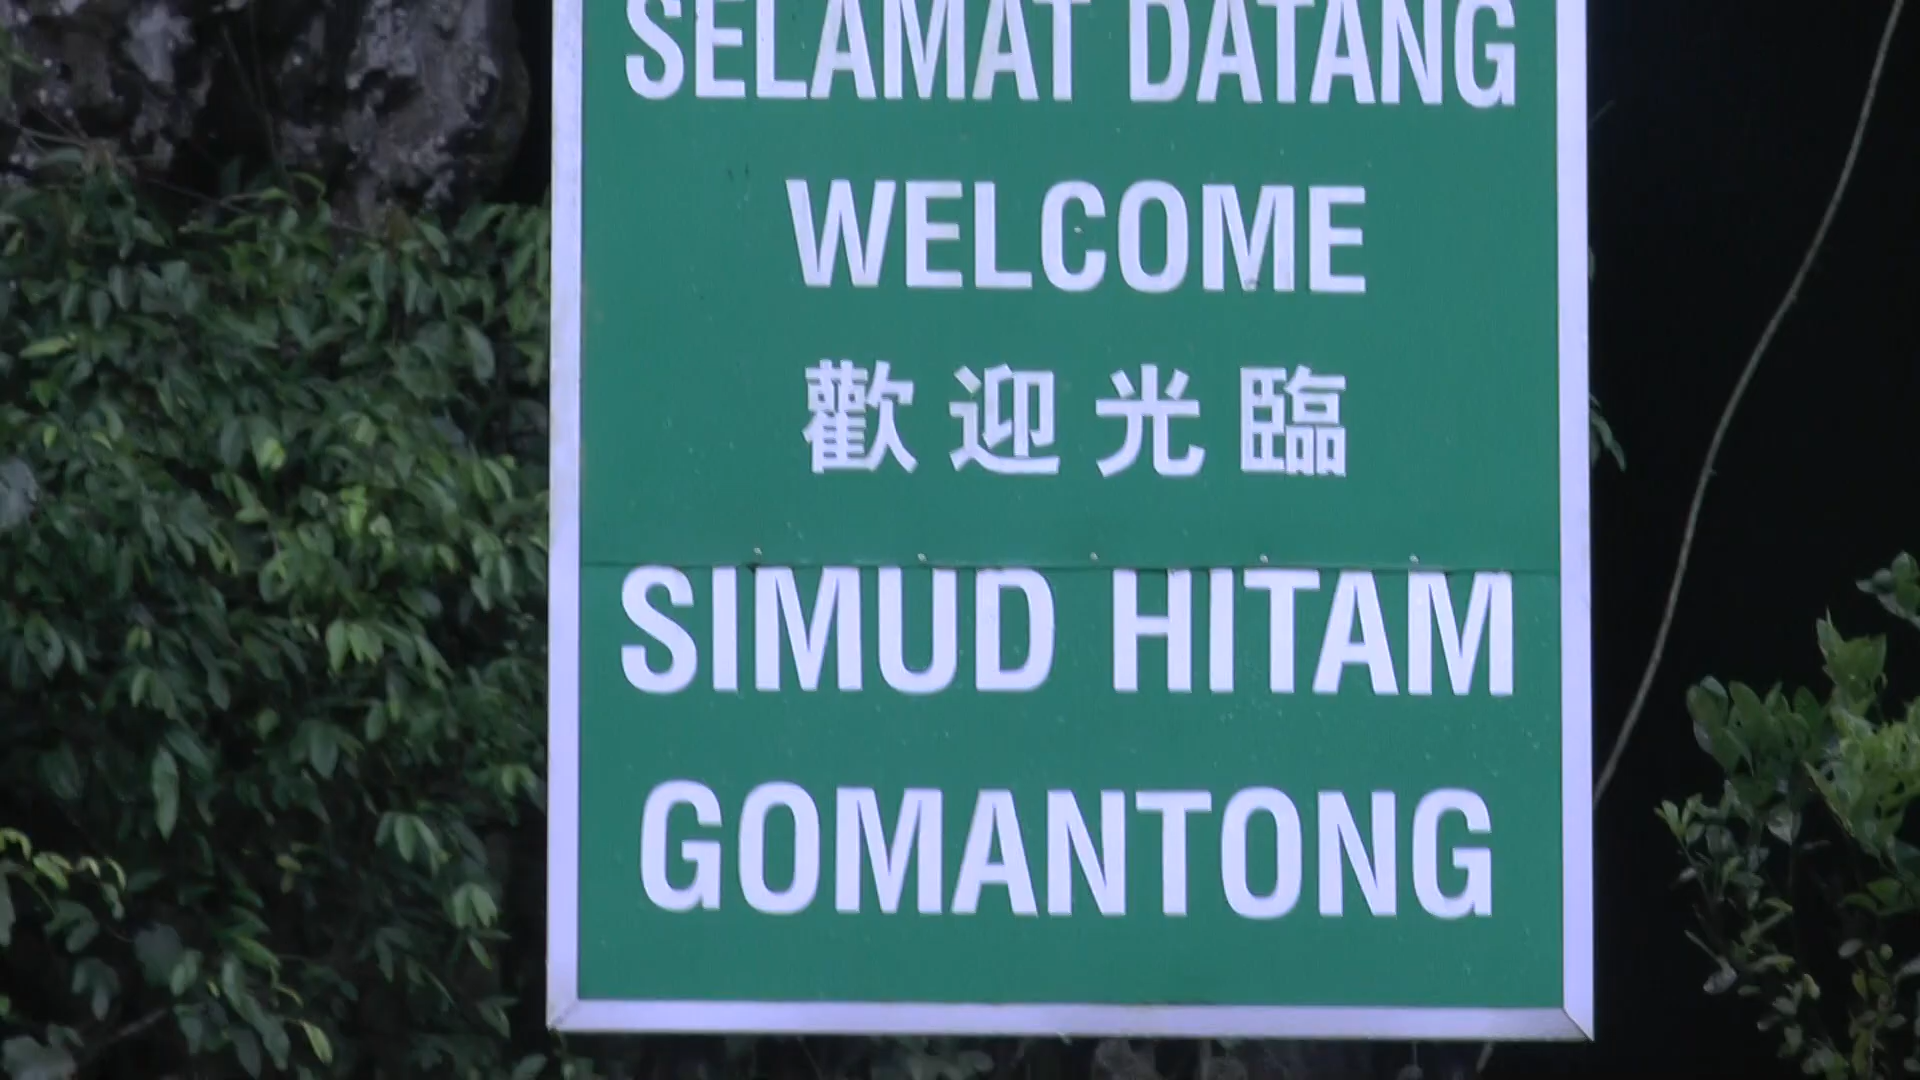 SELAMAT DATANG
WELCOME
歡迎光臨
SIMUD HITAM
GOMANTONG